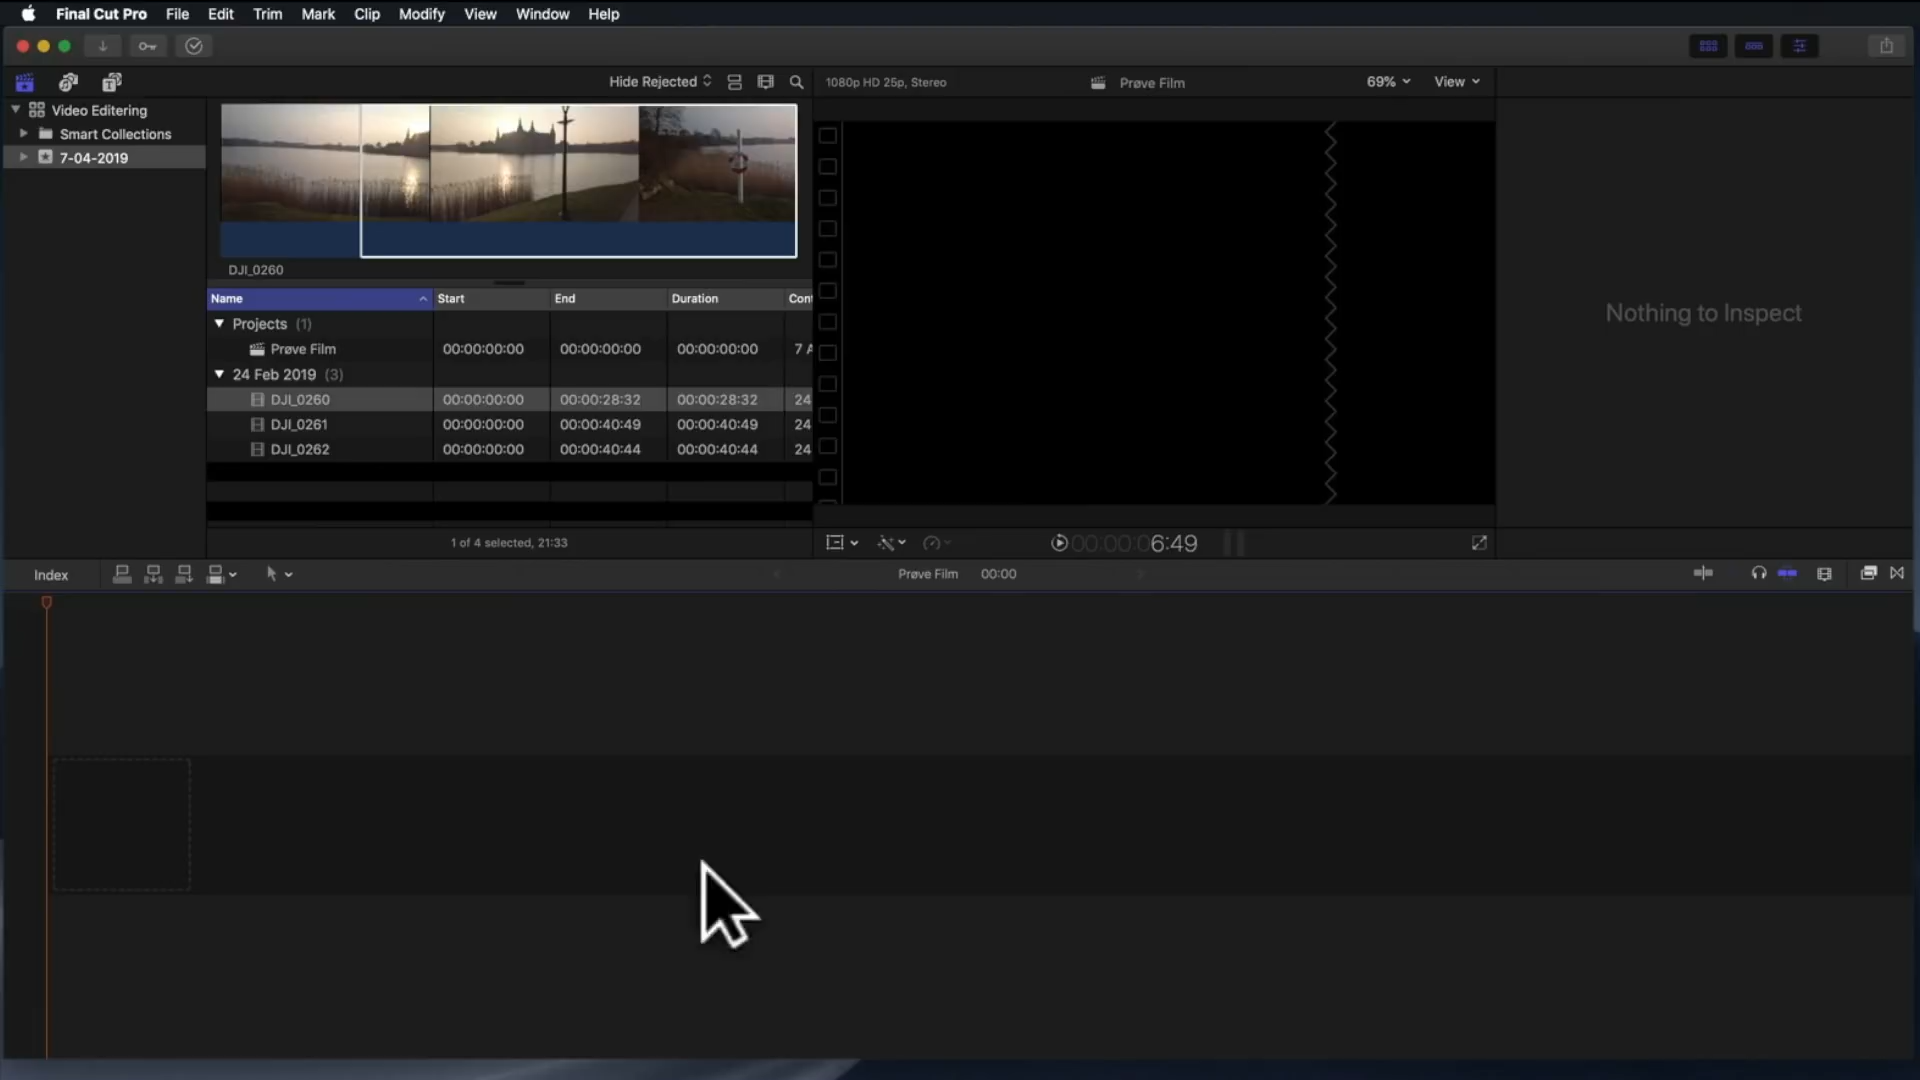 Final Cut Pro File Edit Trim Mark Clip Modify View Window Help
Hide Rejected
1080p HD 25p, Stereo
Prøve Film
69%
View
Video Editering
Smart Collections
7-04-2019
DJI_0260
Name Start End Duration Con
Projects (1)
Prøve Film 00:00:00:00 00:00:00:00 00:00:00:00 7 A
24 Feb 2019 (3)
DJI_0260 00:00:00:00 00:00:28:32 00:00:28:32 24
DJI_0261 00:00:00:00 00:00:40:49 00:00:40:49 24
DJI_0262 00:00:00:00 00:00:40:44 00:00:40:44 24
1 of 4 selected, 21:33
Nothing to Inspect
00:00:06:49
Index
Prøve Film 00:00